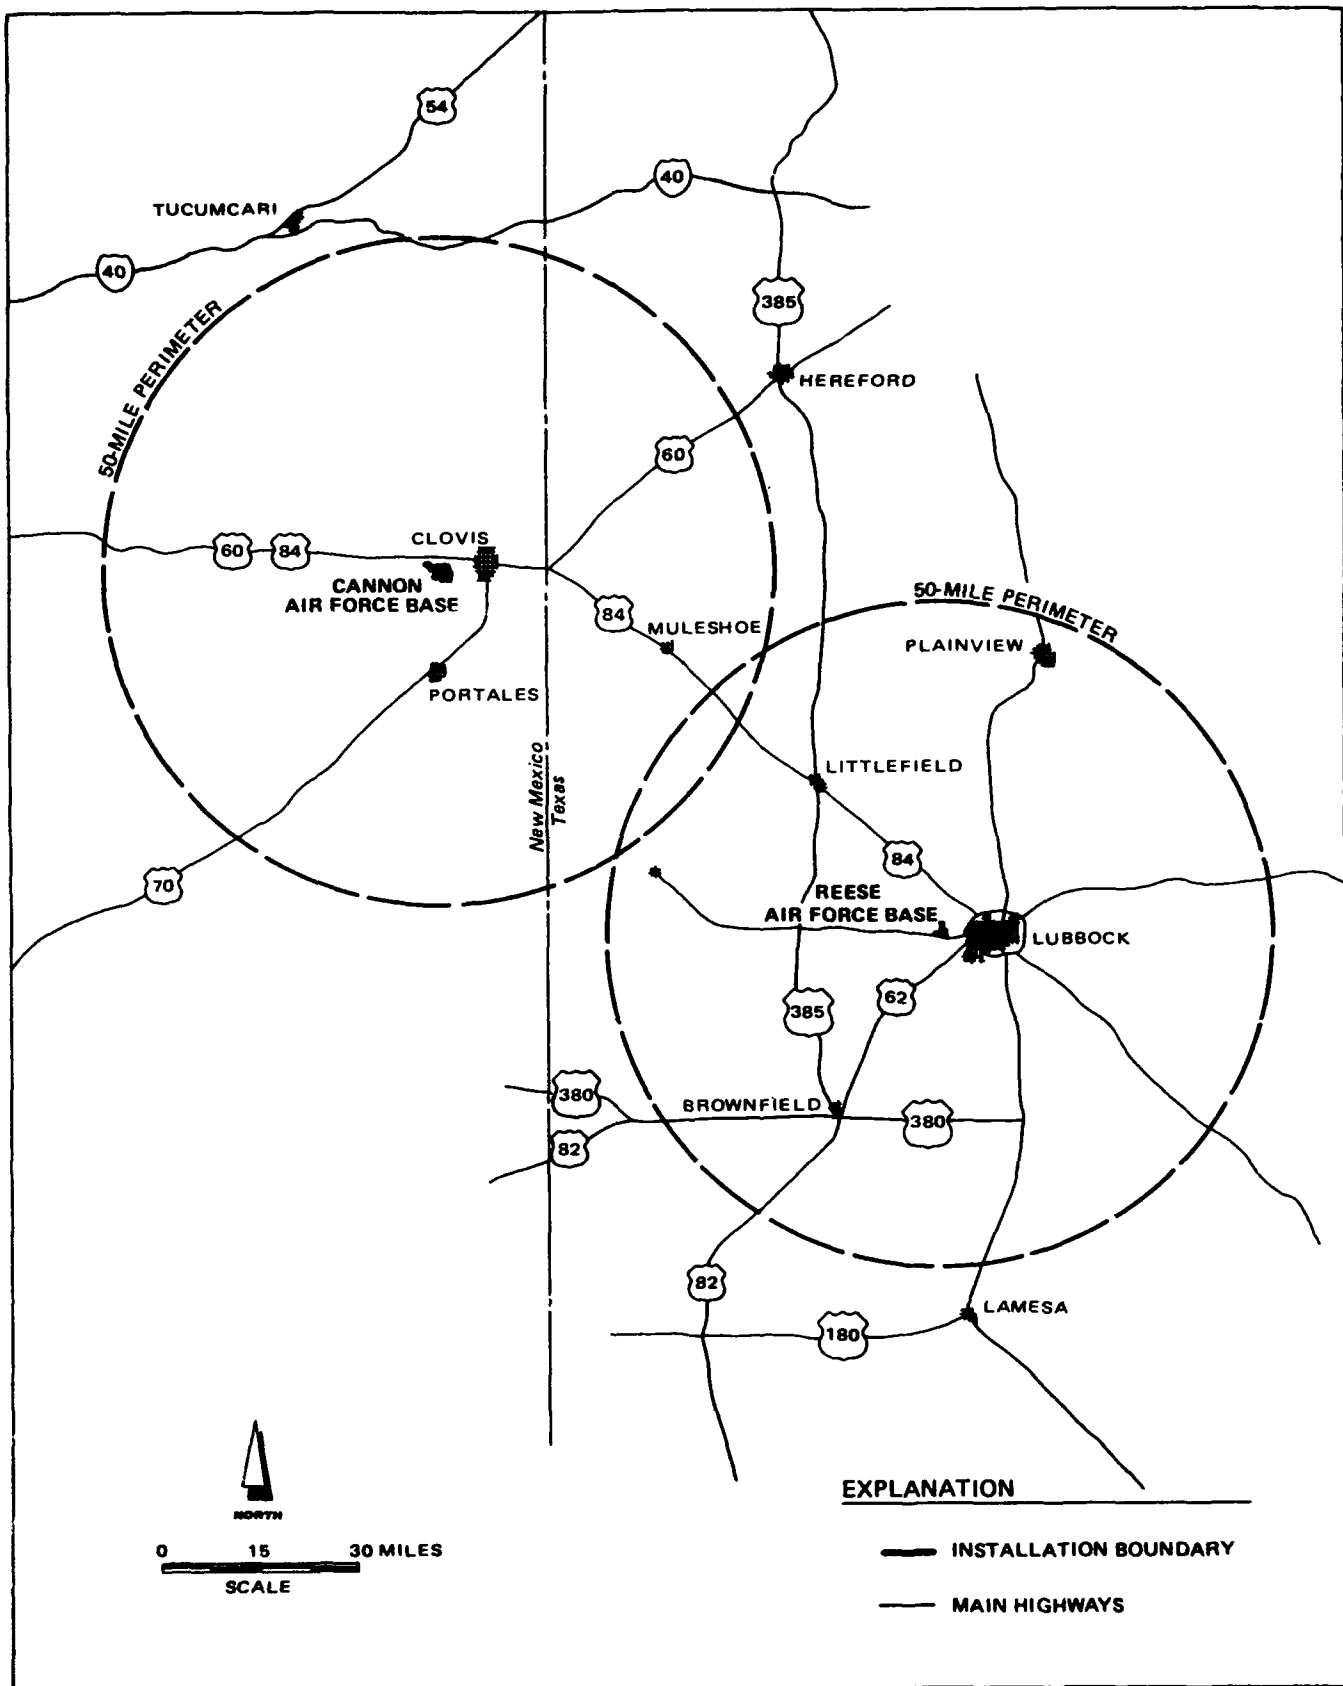 54
40
TUCUMCARI
40
385
50-MILE PERIMETER
HEREFORD
60
CLOVIS
60
84
CANNON
AIR FORCE BASE
84
50-MILE PERIMETER
MULESHOE
PLAINVIEW
PORTALES
New Mexico
Texas
LITTLEFIELD
84
70
REESE
AIR FORCE BASE
LUBBOCK
62
385
380
BROWNFIELD
380
82
82
LAMESA
180
NORTH
0 15 30 MILES
SCALE
EXPLANATION
INSTALLATION BOUNDARY
MAIN HIGHWAYS